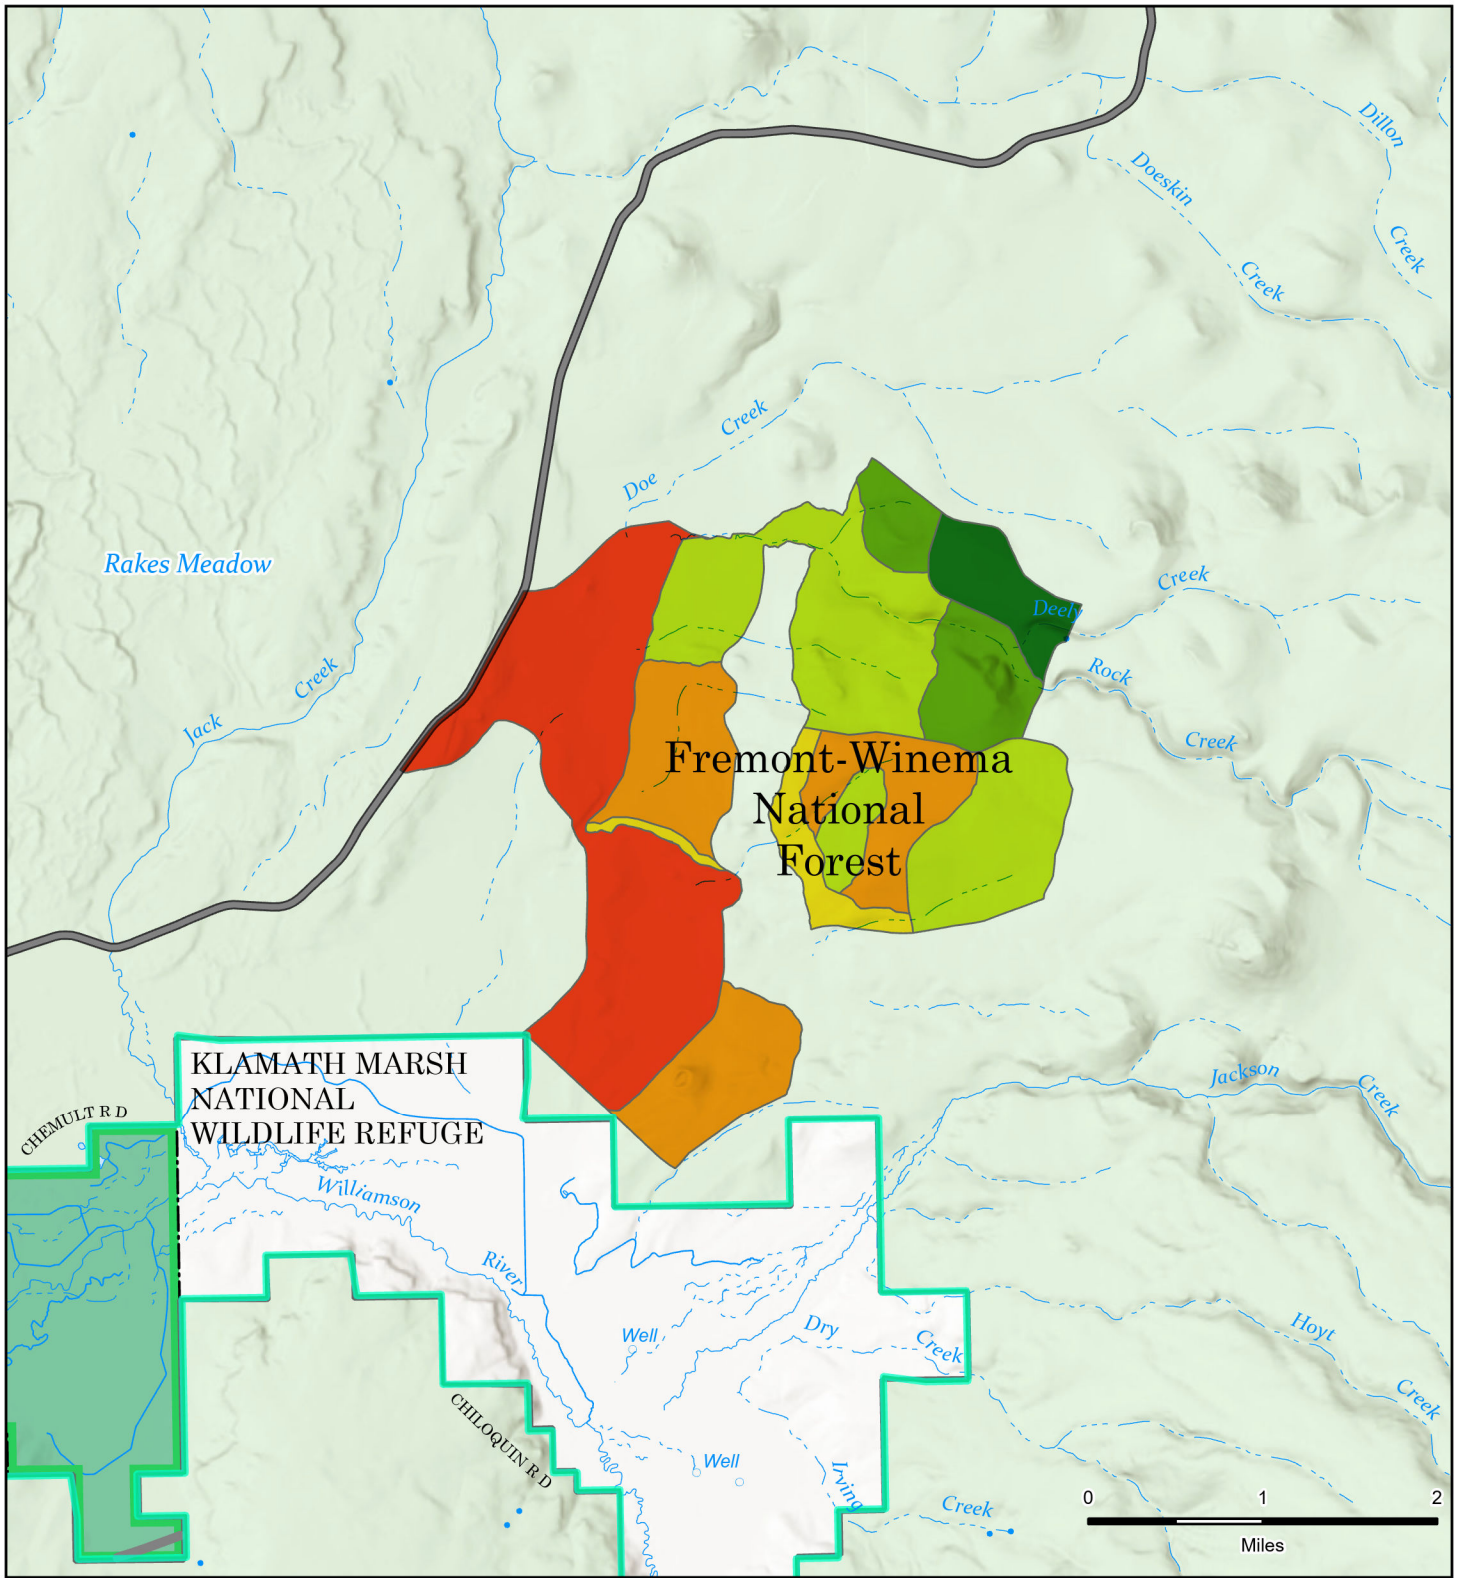 Dillon
Doeskin
Creek
Creek
Creek
Doe
Rakes Meadow
Creek
Deely
Rock
Creek
Jack
Creek
Fremont-Winema
National
Forest
KLAMATH MARSH
NATIONAL
WILDLIFE REFUGE
CHEMULT RD
Jackson
Creek
Williamson
River
Well
Dry
Creek
Hoyt
Creek
CHILOQUIN RD
Well
Irving
Creek
0 1 2
Miles